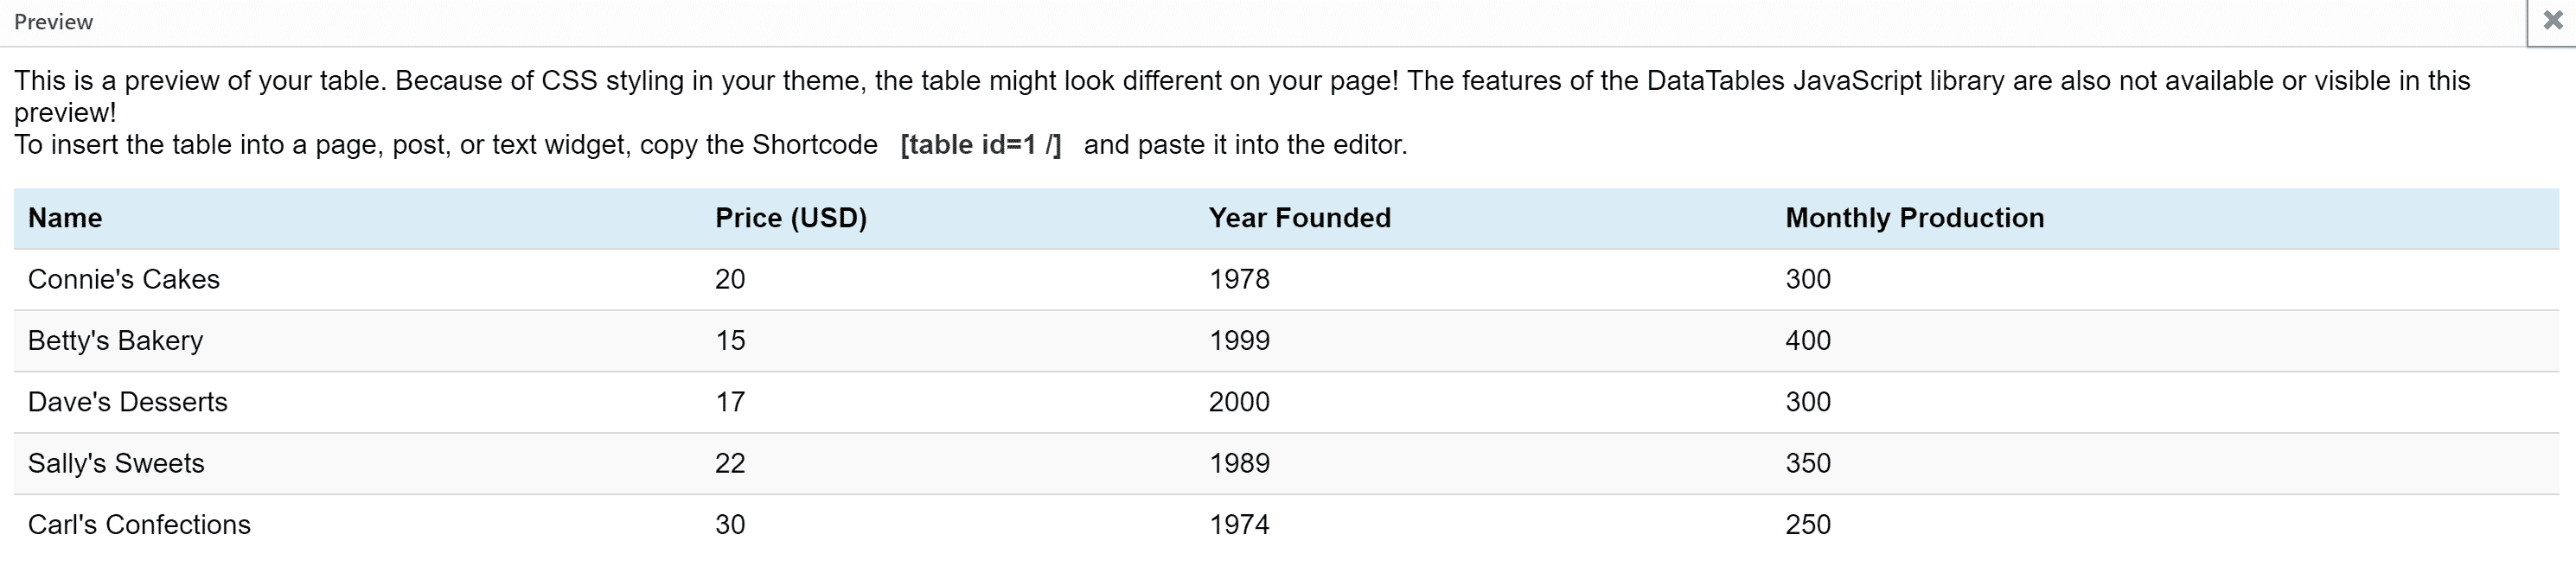 Preview
This is a preview of your table. Because of CSS styling in your theme, the table might look different on your page! The features of the DataTables JavaScript library are also not available or visible in this
preview!
To insert the table into a page, post, or text widget, copy the Shortcode [table id=1 /] and paste it into the editor.
Name Price (USD) Year Founded Monthly Production
Connie's Cakes 20 1978 300
Betty's Bakery 15 1999 400
Dave's Desserts 17 2000 300
Sally's Sweets 22 1989 350
Carl's Confections 30 1974 250